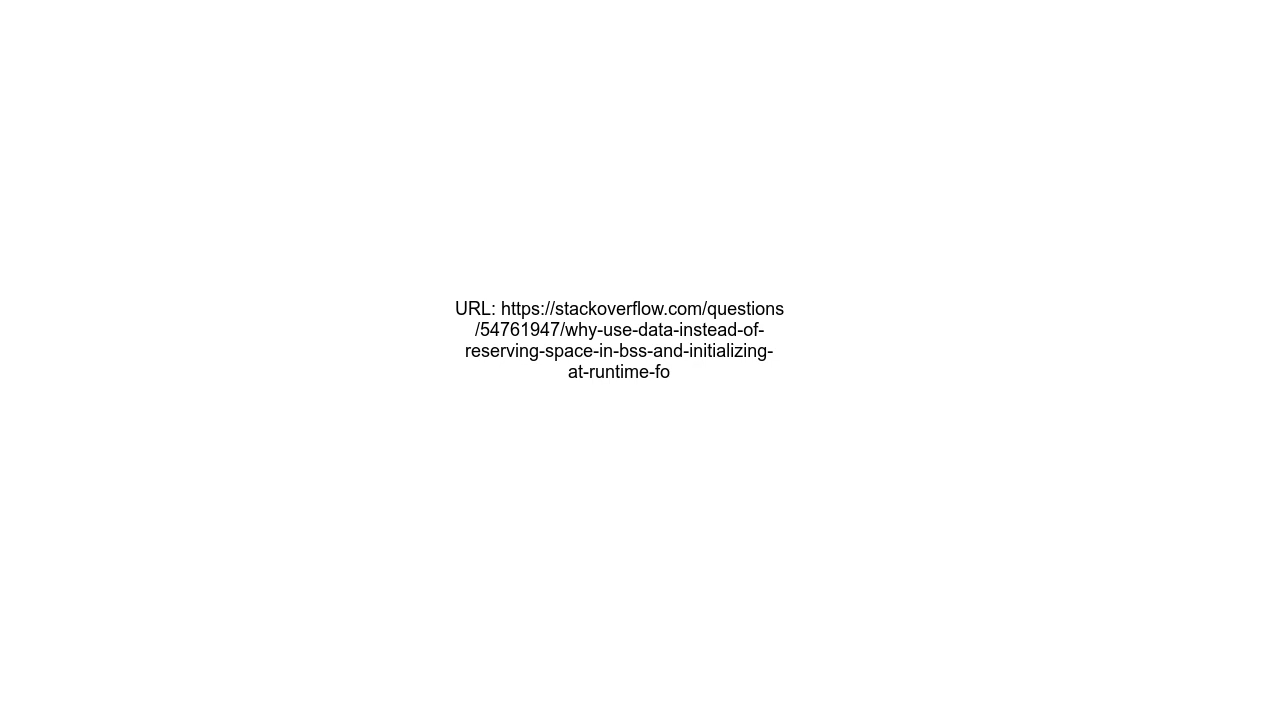 URL: https://stackoverflow.com/questions
/54761947/why-use-data-instead-of-
reserving-space-in-bss-and-initializing-
at-runtime-fo